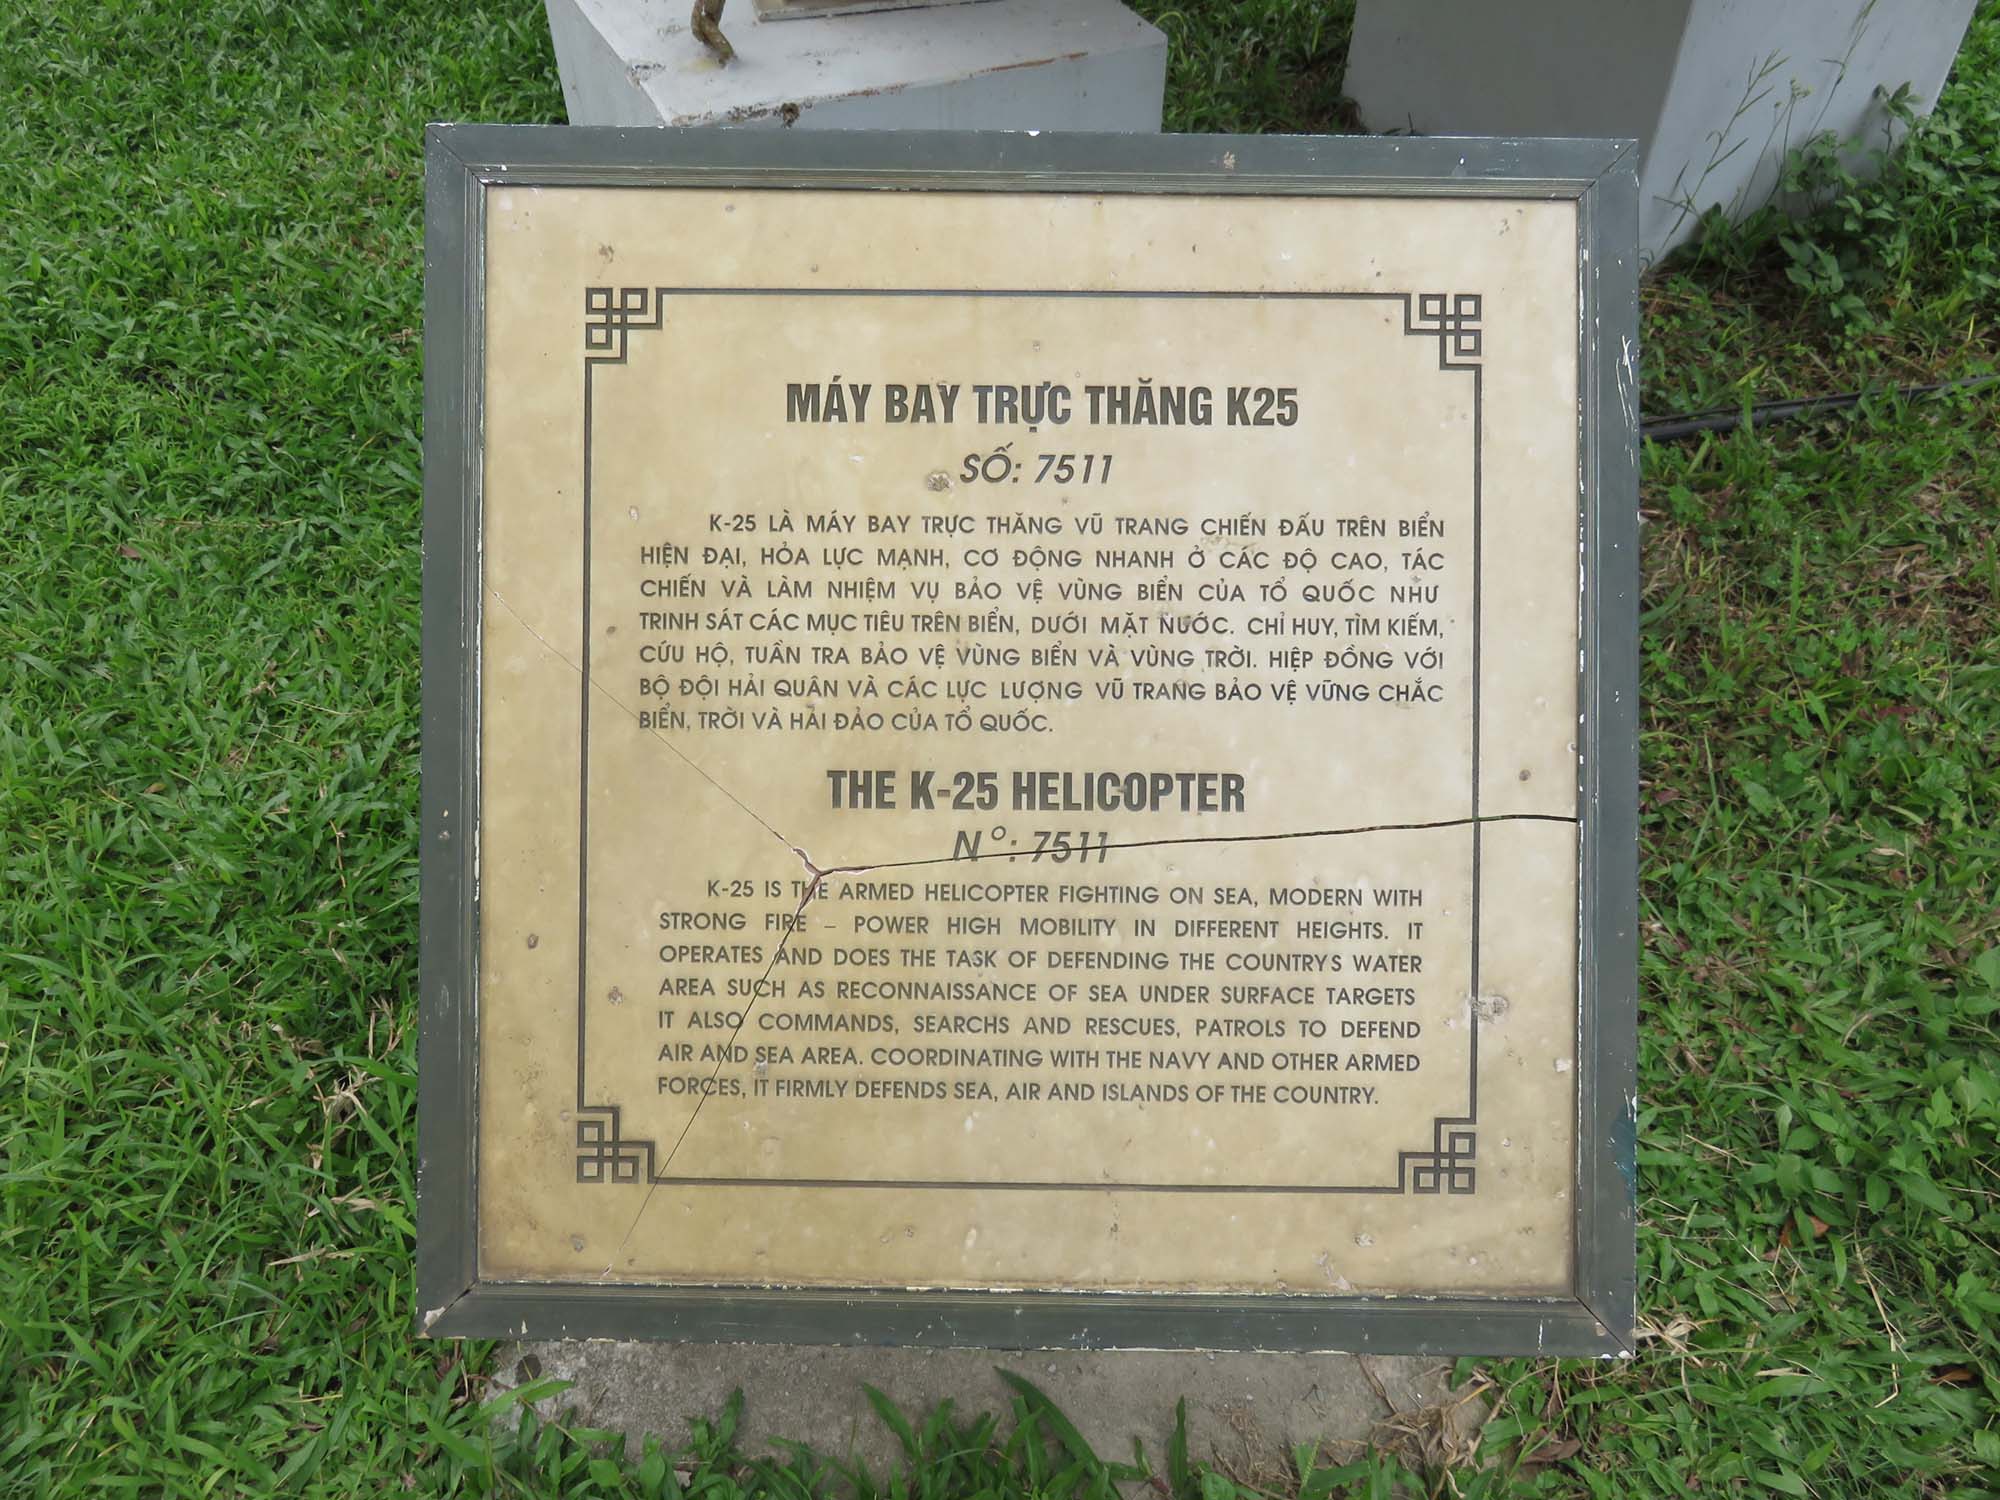 MÁY BAY TRỰC THĂNG K25
SỐ: 7511
K-25 LÀ MÁY BAY TRỰC THĂNG VŨ TRANG CHIẾN ĐẤU TRÊN BIỂN
HIỆN ĐẠI, HỎA LỰC MẠNH, CƠ ĐỘNG NHANH Ở CÁC ĐỘ CAO, TÁC
CHIẾN VÀ LÀM NHIỆM VỤ BẢO VỆ VÙNG BIỂN CỦA TỔ QUỐC NHƯ
TRINH SÁT CÁC MỤC TIÊU TRÊN BIỂN, DƯỚI MẶT NƯỚC. CHỈ HUY, TÌM KIẾM,
CỨU HỘ, TUẦN TRA BẢO VỆ VÙNG BIỂN VÀ VÙNG TRỜI. HIỆP ĐỒNG VỚI
BỘ ĐỘI HẢI QUÂN VÀ CÁC LỰC LƯỢNG VŨ TRANG BẢO VỆ VỮNG CHẮC
BIỂN, TRỜI VÀ HẢI ĐẢO CỦA TỔ QUỐC.
THE K-25 HELICOPTER
N°: 7511
K-25 IS THE ARMED HELICOPTER FIGHTING ON SEA, MODERN WITH
STRONG FIRE – POWER HIGH MOBILITY IN DIFFERENT HEIGHTS. IT
OPERATES AND DOES THE TASK OF DEFENDING THE COUNTRY'S WATER
AREA SUCH AS RECONNAISSANCE OF SEA UNDER SURFACE TARGETS
IT ALSO COMMANDS, SEARCHS AND RESCUES, PATROLS TO DEFEND
AIR AND SEA AREA. COORDINATING WITH THE NAVY AND OTHER ARMED
FORCES, IT FIRMLY DEFENDS SEA, AIR AND ISLANDS OF THE COUNTRY.